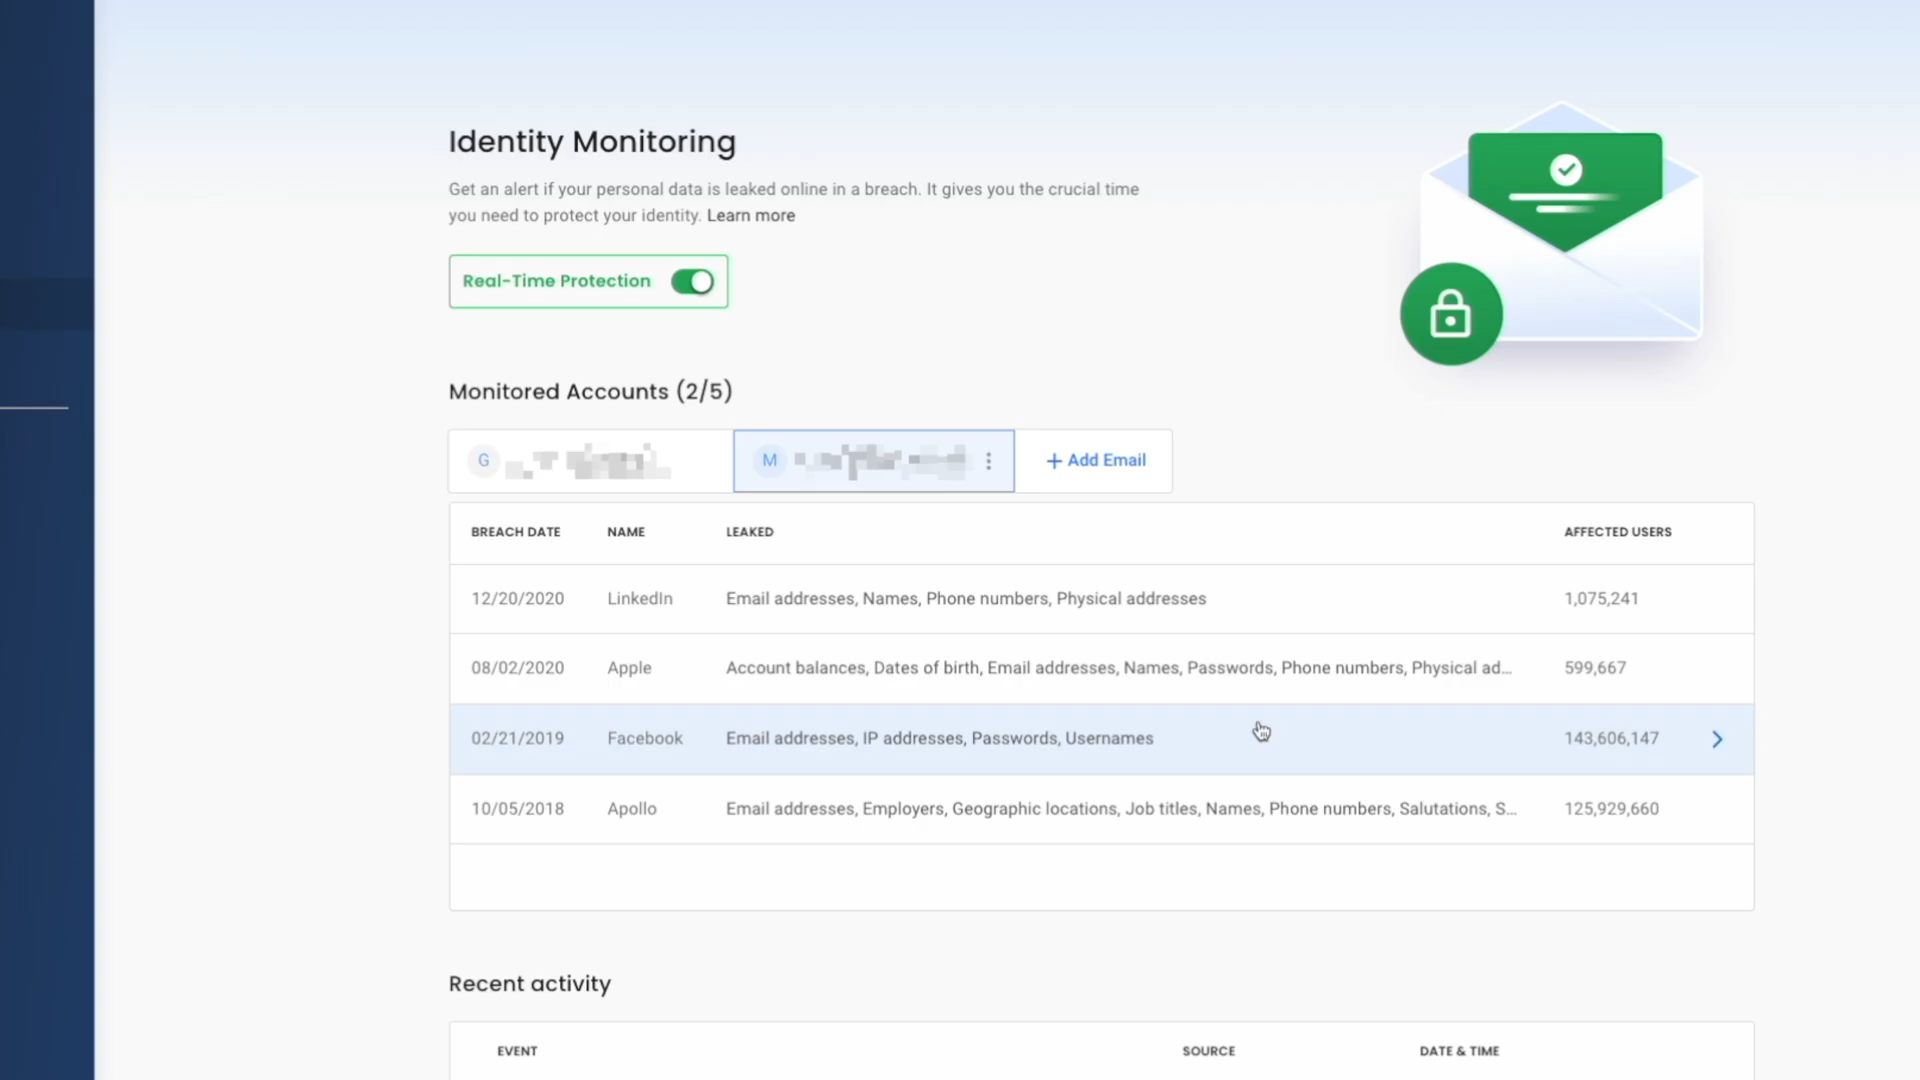 Identity Monitoring
Get an alert if your personal data is leaked online in a breach. It gives you the crucial time
you need to protect your identity. Learn more
Real-Time Protection
Monitored Accounts (2/5)
G M + Add Email
BREACH DATE NAME LEAKED AFFECTED USERS
12/20/2020 LinkedIn Email addresses, Names, Phone numbers, Physical addresses 1,075,241
08/02/2020 Apple Account balances, Dates of birth, Email addresses, Names, Passwords, Phone numbers, Physical ad... 599,667
02/21/2019 Facebook Email addresses, IP addresses, Passwords, Usernames 143,606,147
10/05/2018 Apollo Email addresses, Employers, Geographic locations, Job titles, Names, Phone numbers, Salutations, S... 125,929,660
Recent activity
EVENT SOURCE DATE & TIME